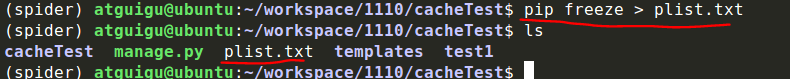 (spider) atguigu@ubuntu:~/workspace/1110/cacheTest$ pip freeze > plist.txt
(spider) atguigu@ubuntu:~/workspace/1110/cacheTest$ ls
cacheTest manage.py plist.txt templates test1
(spider) atguigu@ubuntu:~/workspace/1110/cacheTest$